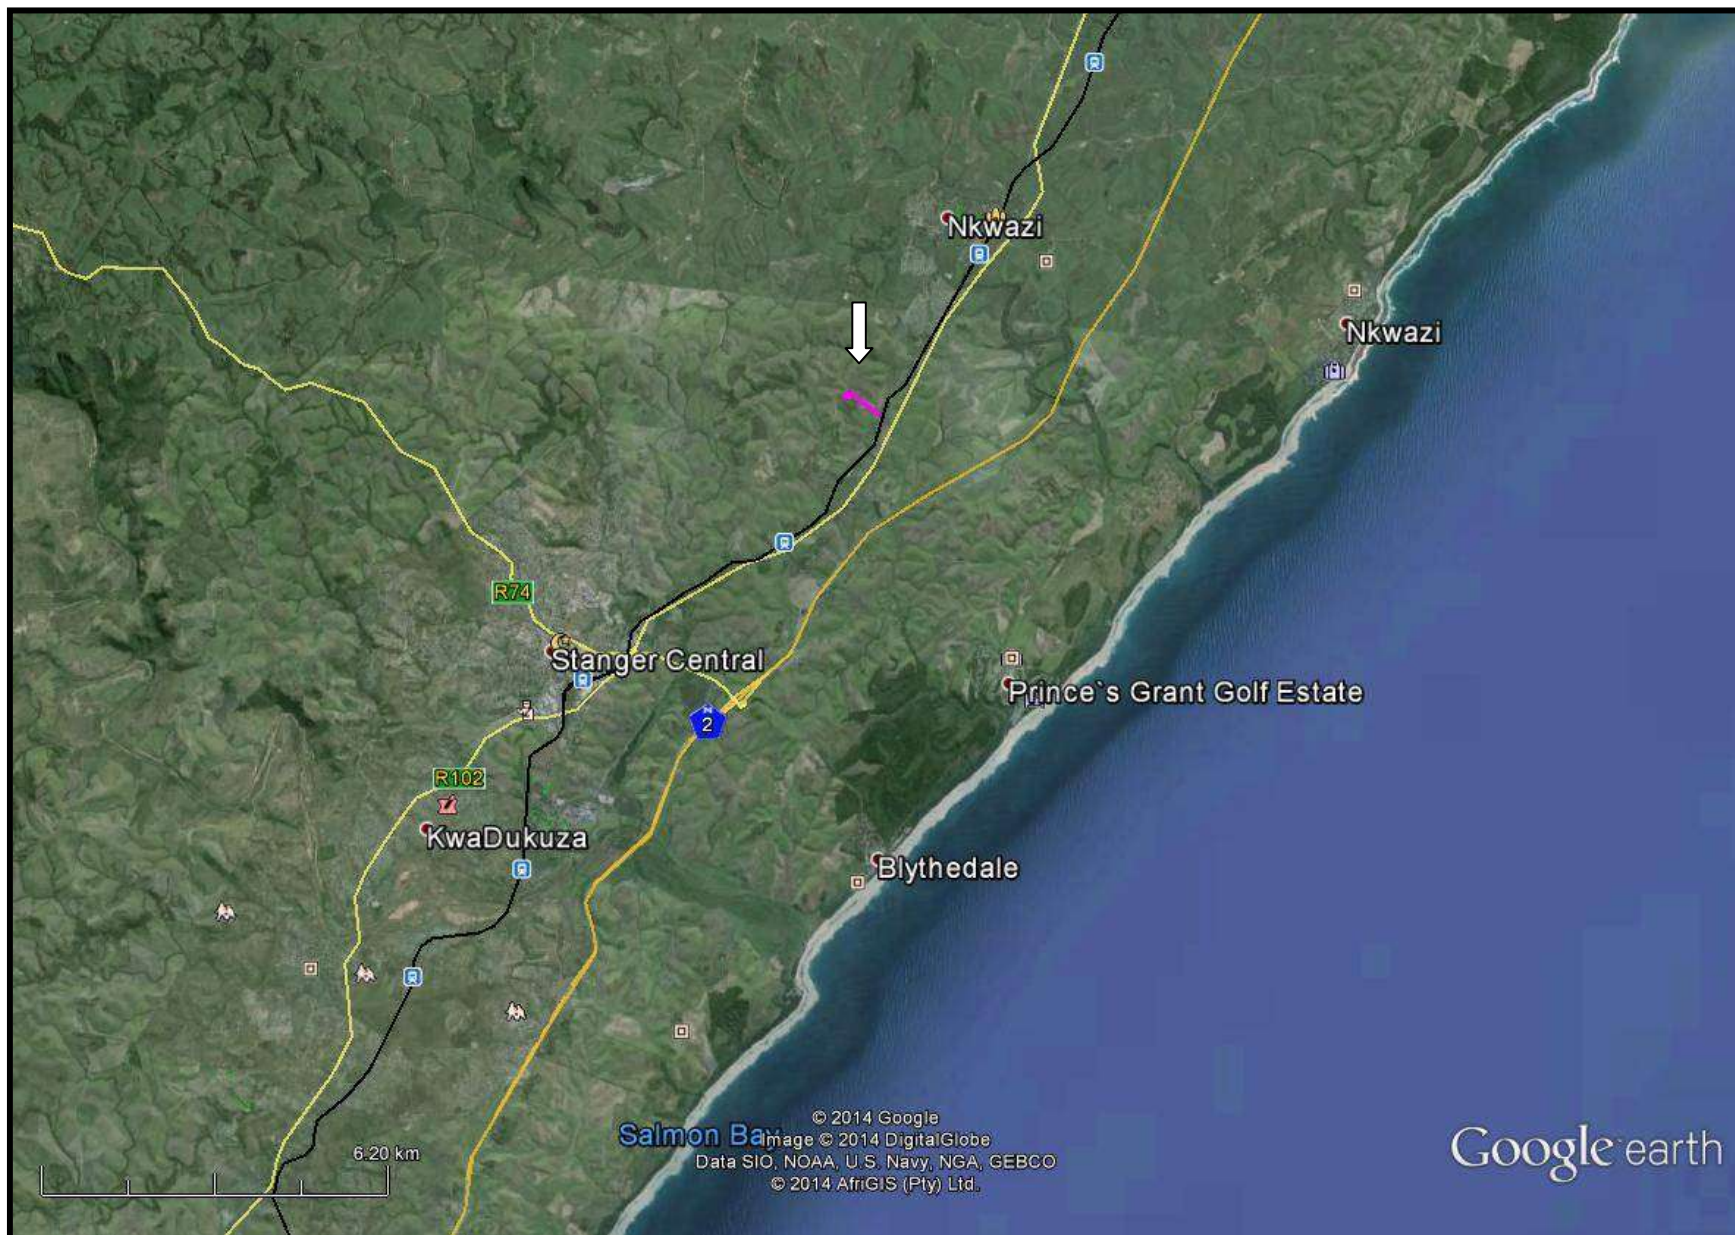 Nkwazi
Nkwazi
R74
Stanger Central
Prince`s Grant Golf Estate
N
2
R102
KwaDukuza
Blythedale
Salmon Bay
© 2014 Google
Image © 2014 DigitalGlobe
Data SIO, NOAA, U.S. Navy, NGA, GEBCO
© 2014 AfriGIS (Pty) Ltd.
6.20 km
Google earth